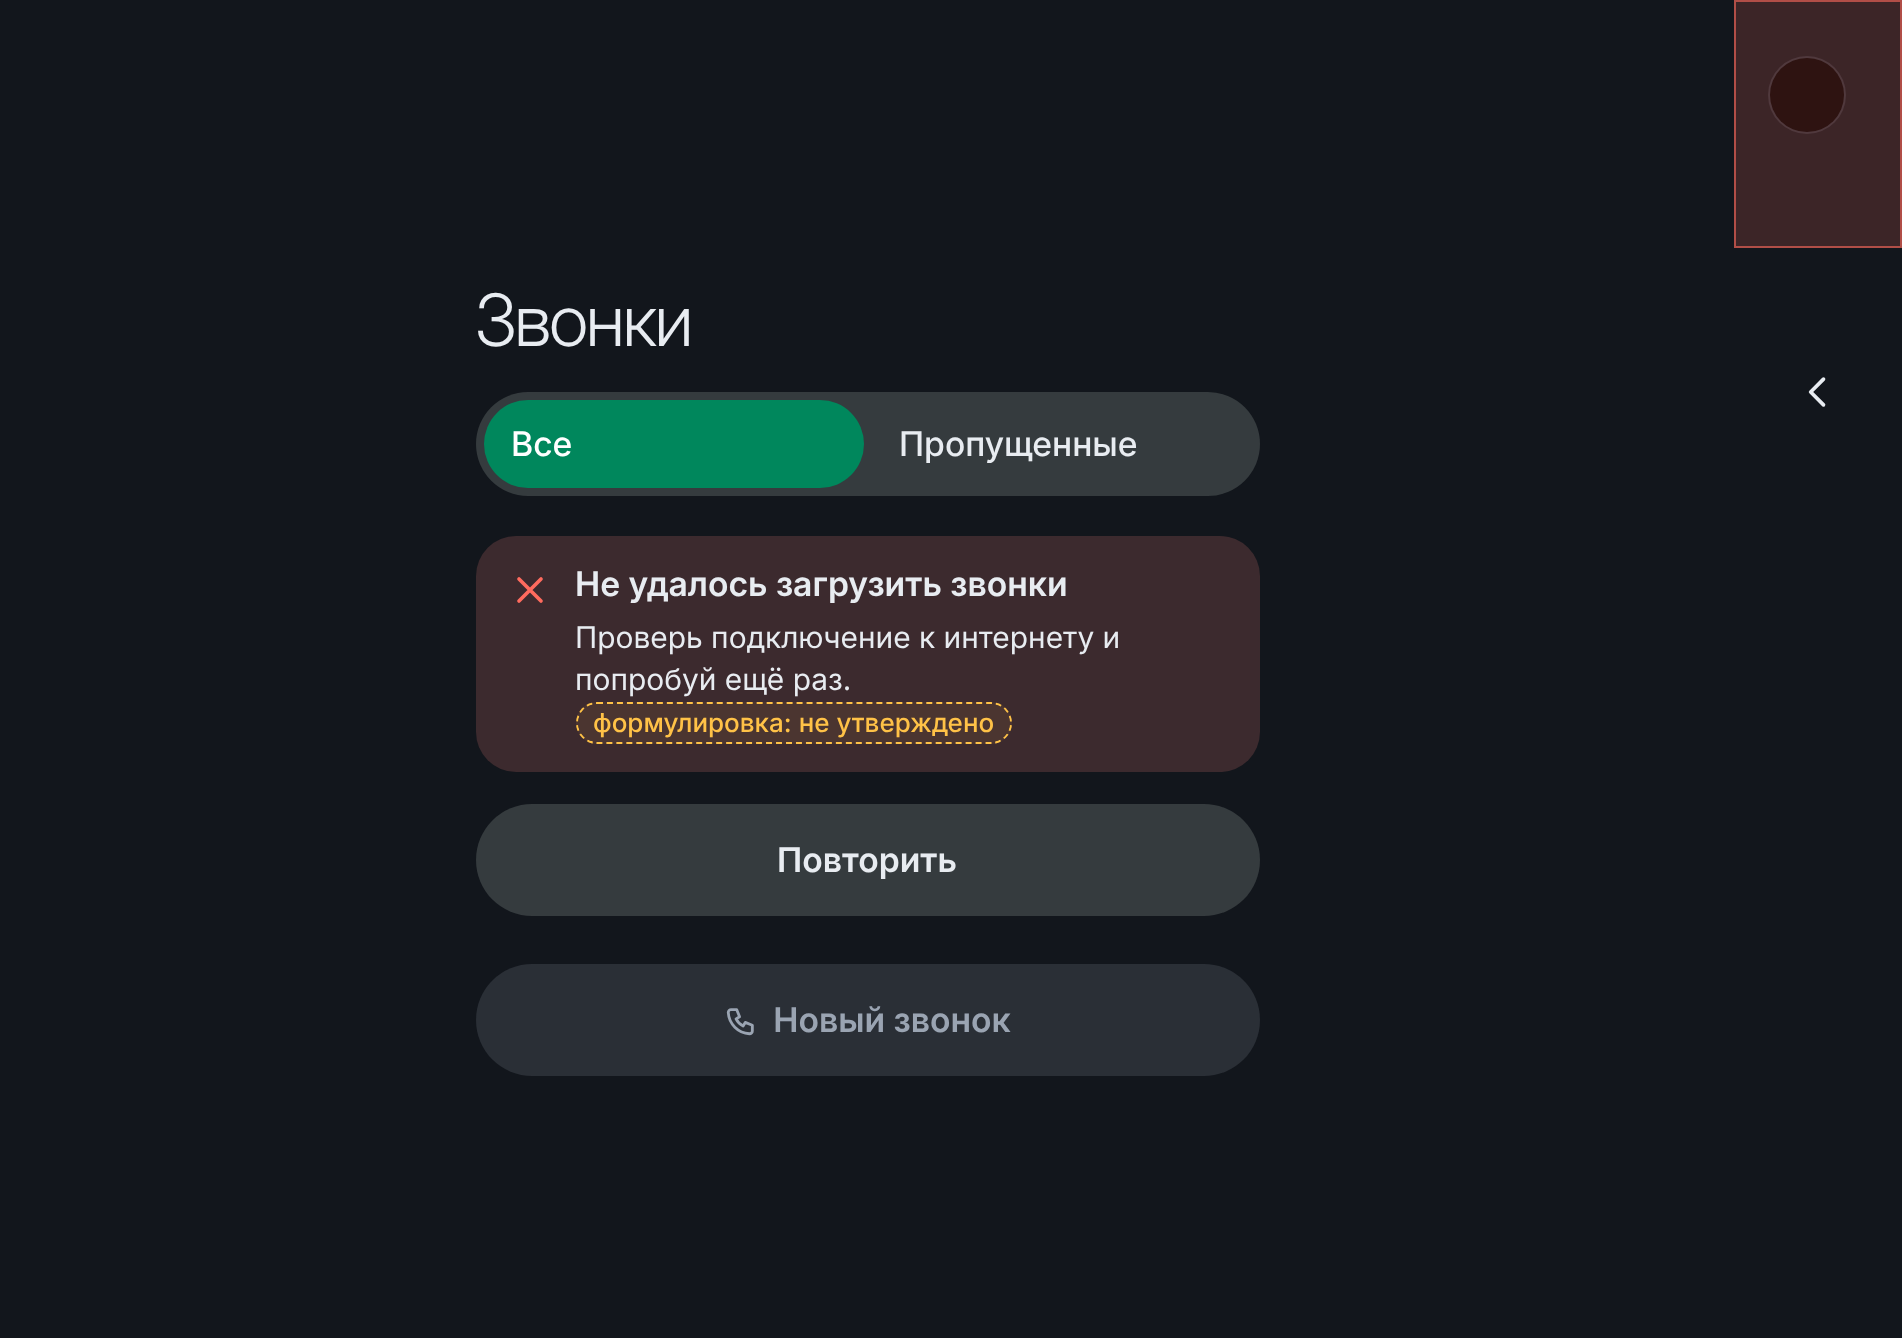 Звонки
Все
Пропущенные
Не удалось загрузить звонки
Проверь подключение к интернету и
попробуй ещё раз.
формулировка: не утверждено
Повторить
Новый звонок